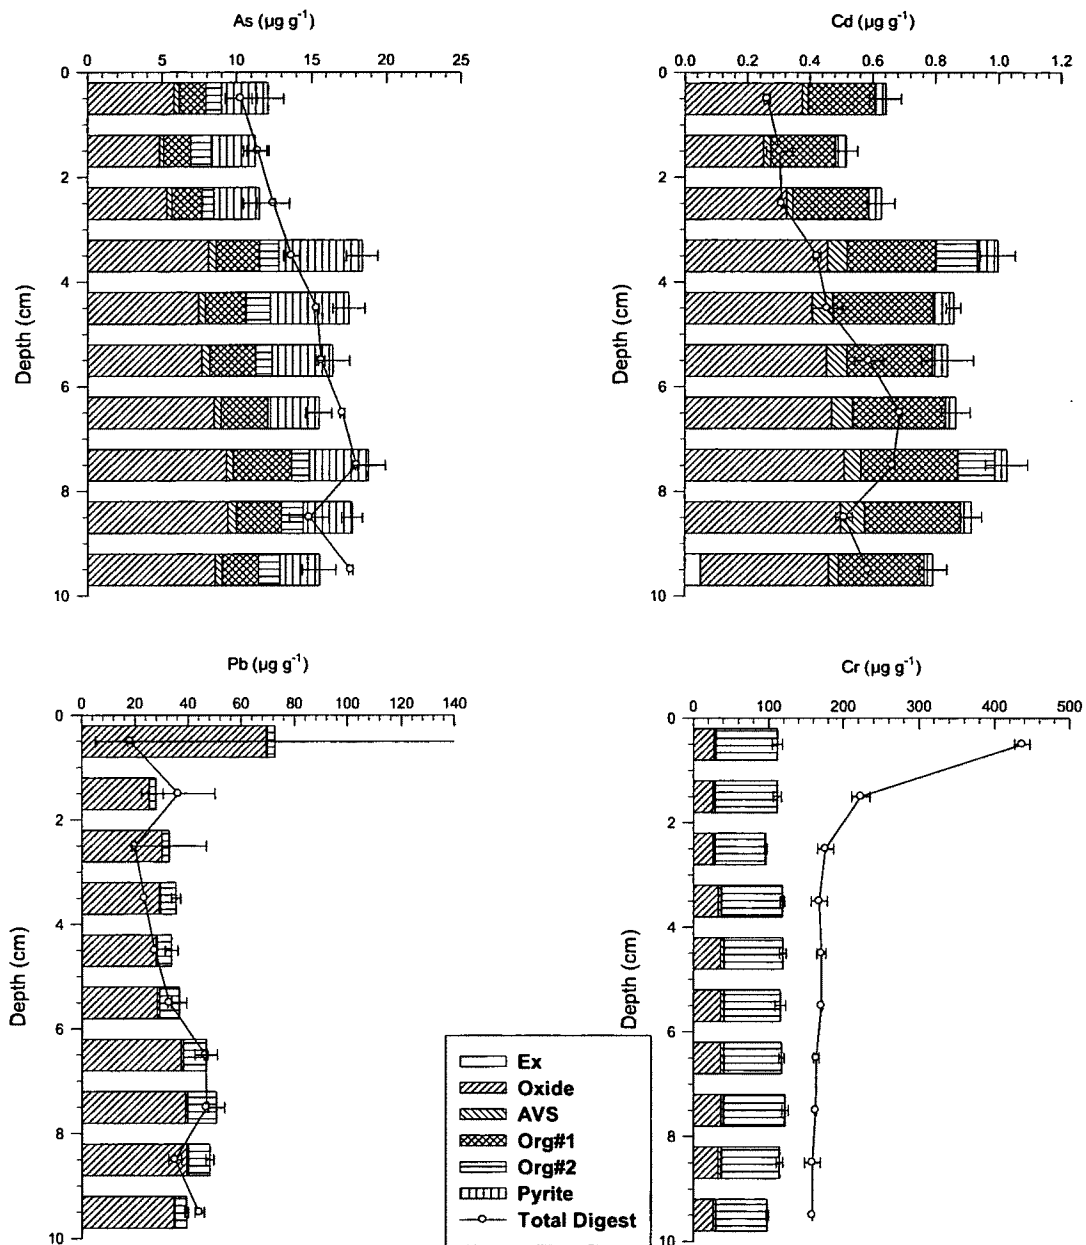 As (µg g⁻¹)
0 5 10 15 20 25
0
2
4
6
8
10
Depth (cm)
Cd (µg g⁻¹)
0.0 0.2 0.4 0.6 0.8 1.0 1.2
0
2
4
6
8
10
Depth (cm)
Pb (µg g⁻¹)
0 20 40 60 80 100 120 140
0
2
4
6
8
10
Depth (cm)
Cr (µg g⁻¹)
0 100 200 300 400 500
0
2
4
6
8
10
Depth (cm)
Ex
Oxide
AVS
Org#1
Org#2
Pyrite
Total Digest